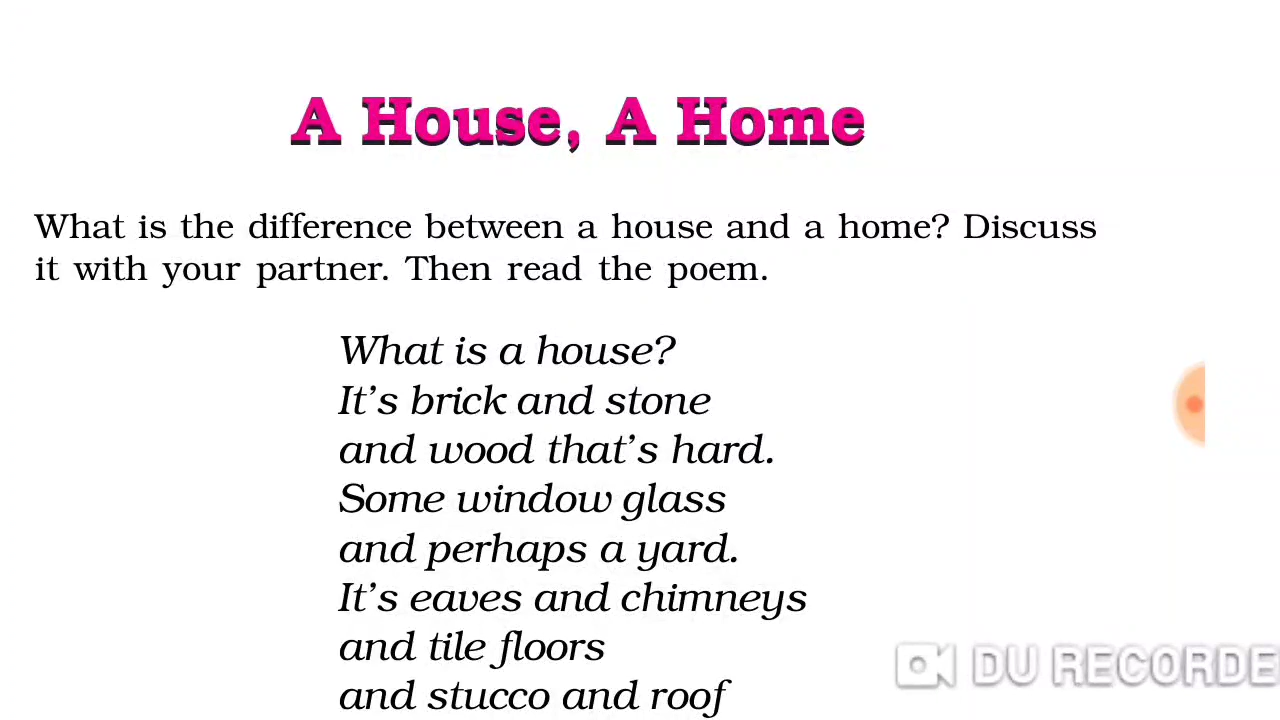 A House, A Home
What is the difference between a house and a home? Discuss
it with your partner. Then read the poem.
What is a house?
It's brick and stone
and wood that's hard.
Some window glass
and perhaps a yard.
It's eaves and chimneys
and tile floors
and stucco and roof
DU RECORDE